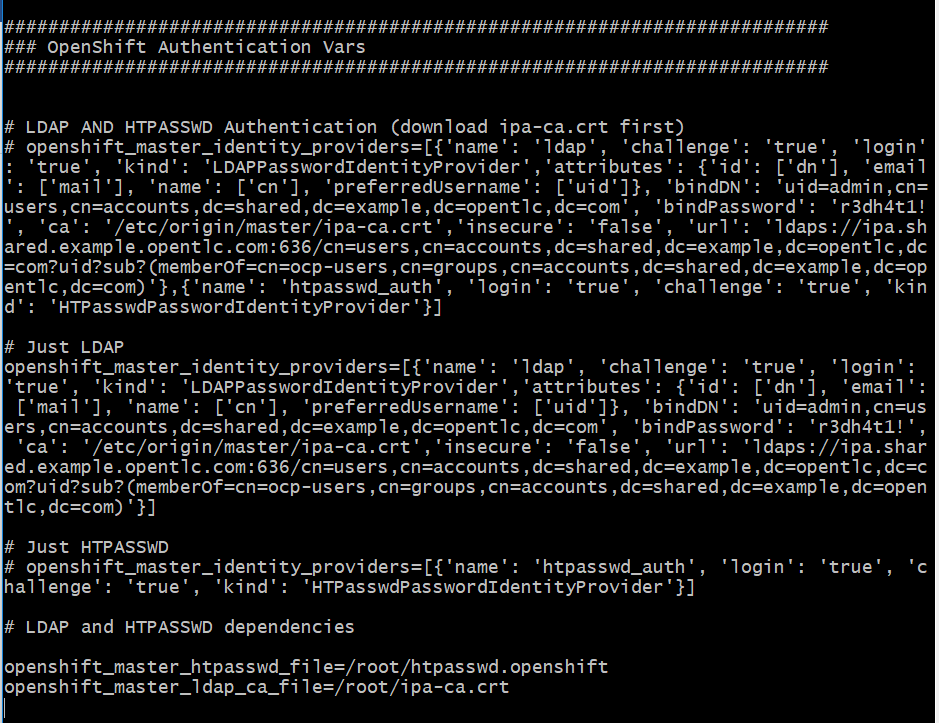 ###########################################################################
### OpenShift Authentication Vars
###########################################################################
# LDAP AND HTPASSWD Authentication (download ipa-ca.crt first)
# openshift_master_identity_providers=[{'name': 'ldap', 'challenge': 'true', 'login'
: 'true', 'kind': 'LDAPPasswordIdentityProvider','attributes': {'id': ['dn'], 'email
': ['mail'], 'name': ['cn'], 'preferredUsername': ['uid']}, 'bindDN': 'uid=admin,cn=
users,cn=accounts,dc=shared,dc=example,dc=opentlc,dc=com', 'bindPassword': 'r3dh4t1!
', 'ca': '/etc/origin/master/ipa-ca.crt','insecure': 'false', 'url': 'ldaps://ipa.sh
ared.example.opentlc.com:636/cn=users,cn=accounts,dc=shared,dc=example,dc=opentlc,dc
=com?uid?sub?(memberOf=cn=ocp-users,cn=groups,cn=accounts,dc=shared,dc=example,dc=op
entlc,dc=com)'},{'name': 'htpasswd_auth', 'login': 'true', 'challenge': 'true', 'kin
d': 'HTPasswdPasswordIdentityProvider'}]
# Just LDAP
openshift_master_identity_providers=[{'name': 'ldap', 'challenge': 'true', 'login':
'true', 'kind': 'LDAPPasswordIdentityProvider','attributes': {'id': ['dn'], 'email':
['mail'], 'name': ['cn'], 'preferredUsername': ['uid']}, 'bindDN': 'uid=admin,cn=us
ers,cn=accounts,dc=shared,dc=example,dc=opentlc,dc=com', 'bindPassword': 'r3dh4t1!',
'ca': '/etc/origin/master/ipa-ca.crt','insecure': 'false', 'url': 'ldaps://ipa.shar
ed.example.opentlc.com:636/cn=users,cn=accounts,dc=shared,dc=example,dc=opentlc,dc=c
om?uid?sub?(memberOf=cn=ocp-users,cn=groups,cn=accounts,dc=shared,dc=example,dc=open
tlc,dc=com)'}]
# Just HTPASSWD
# openshift_master_identity_providers=[{'name': 'htpasswd_auth', 'login': 'true', 'c
hallenge': 'true', 'kind': 'HTPasswdPasswordIdentityProvider'}]
# LDAP and HTPASSWD dependencies
openshift_master_htpasswd_file=/root/htpasswd.openshift
openshift_master_ldap_ca_file=/root/ipa-ca.crt